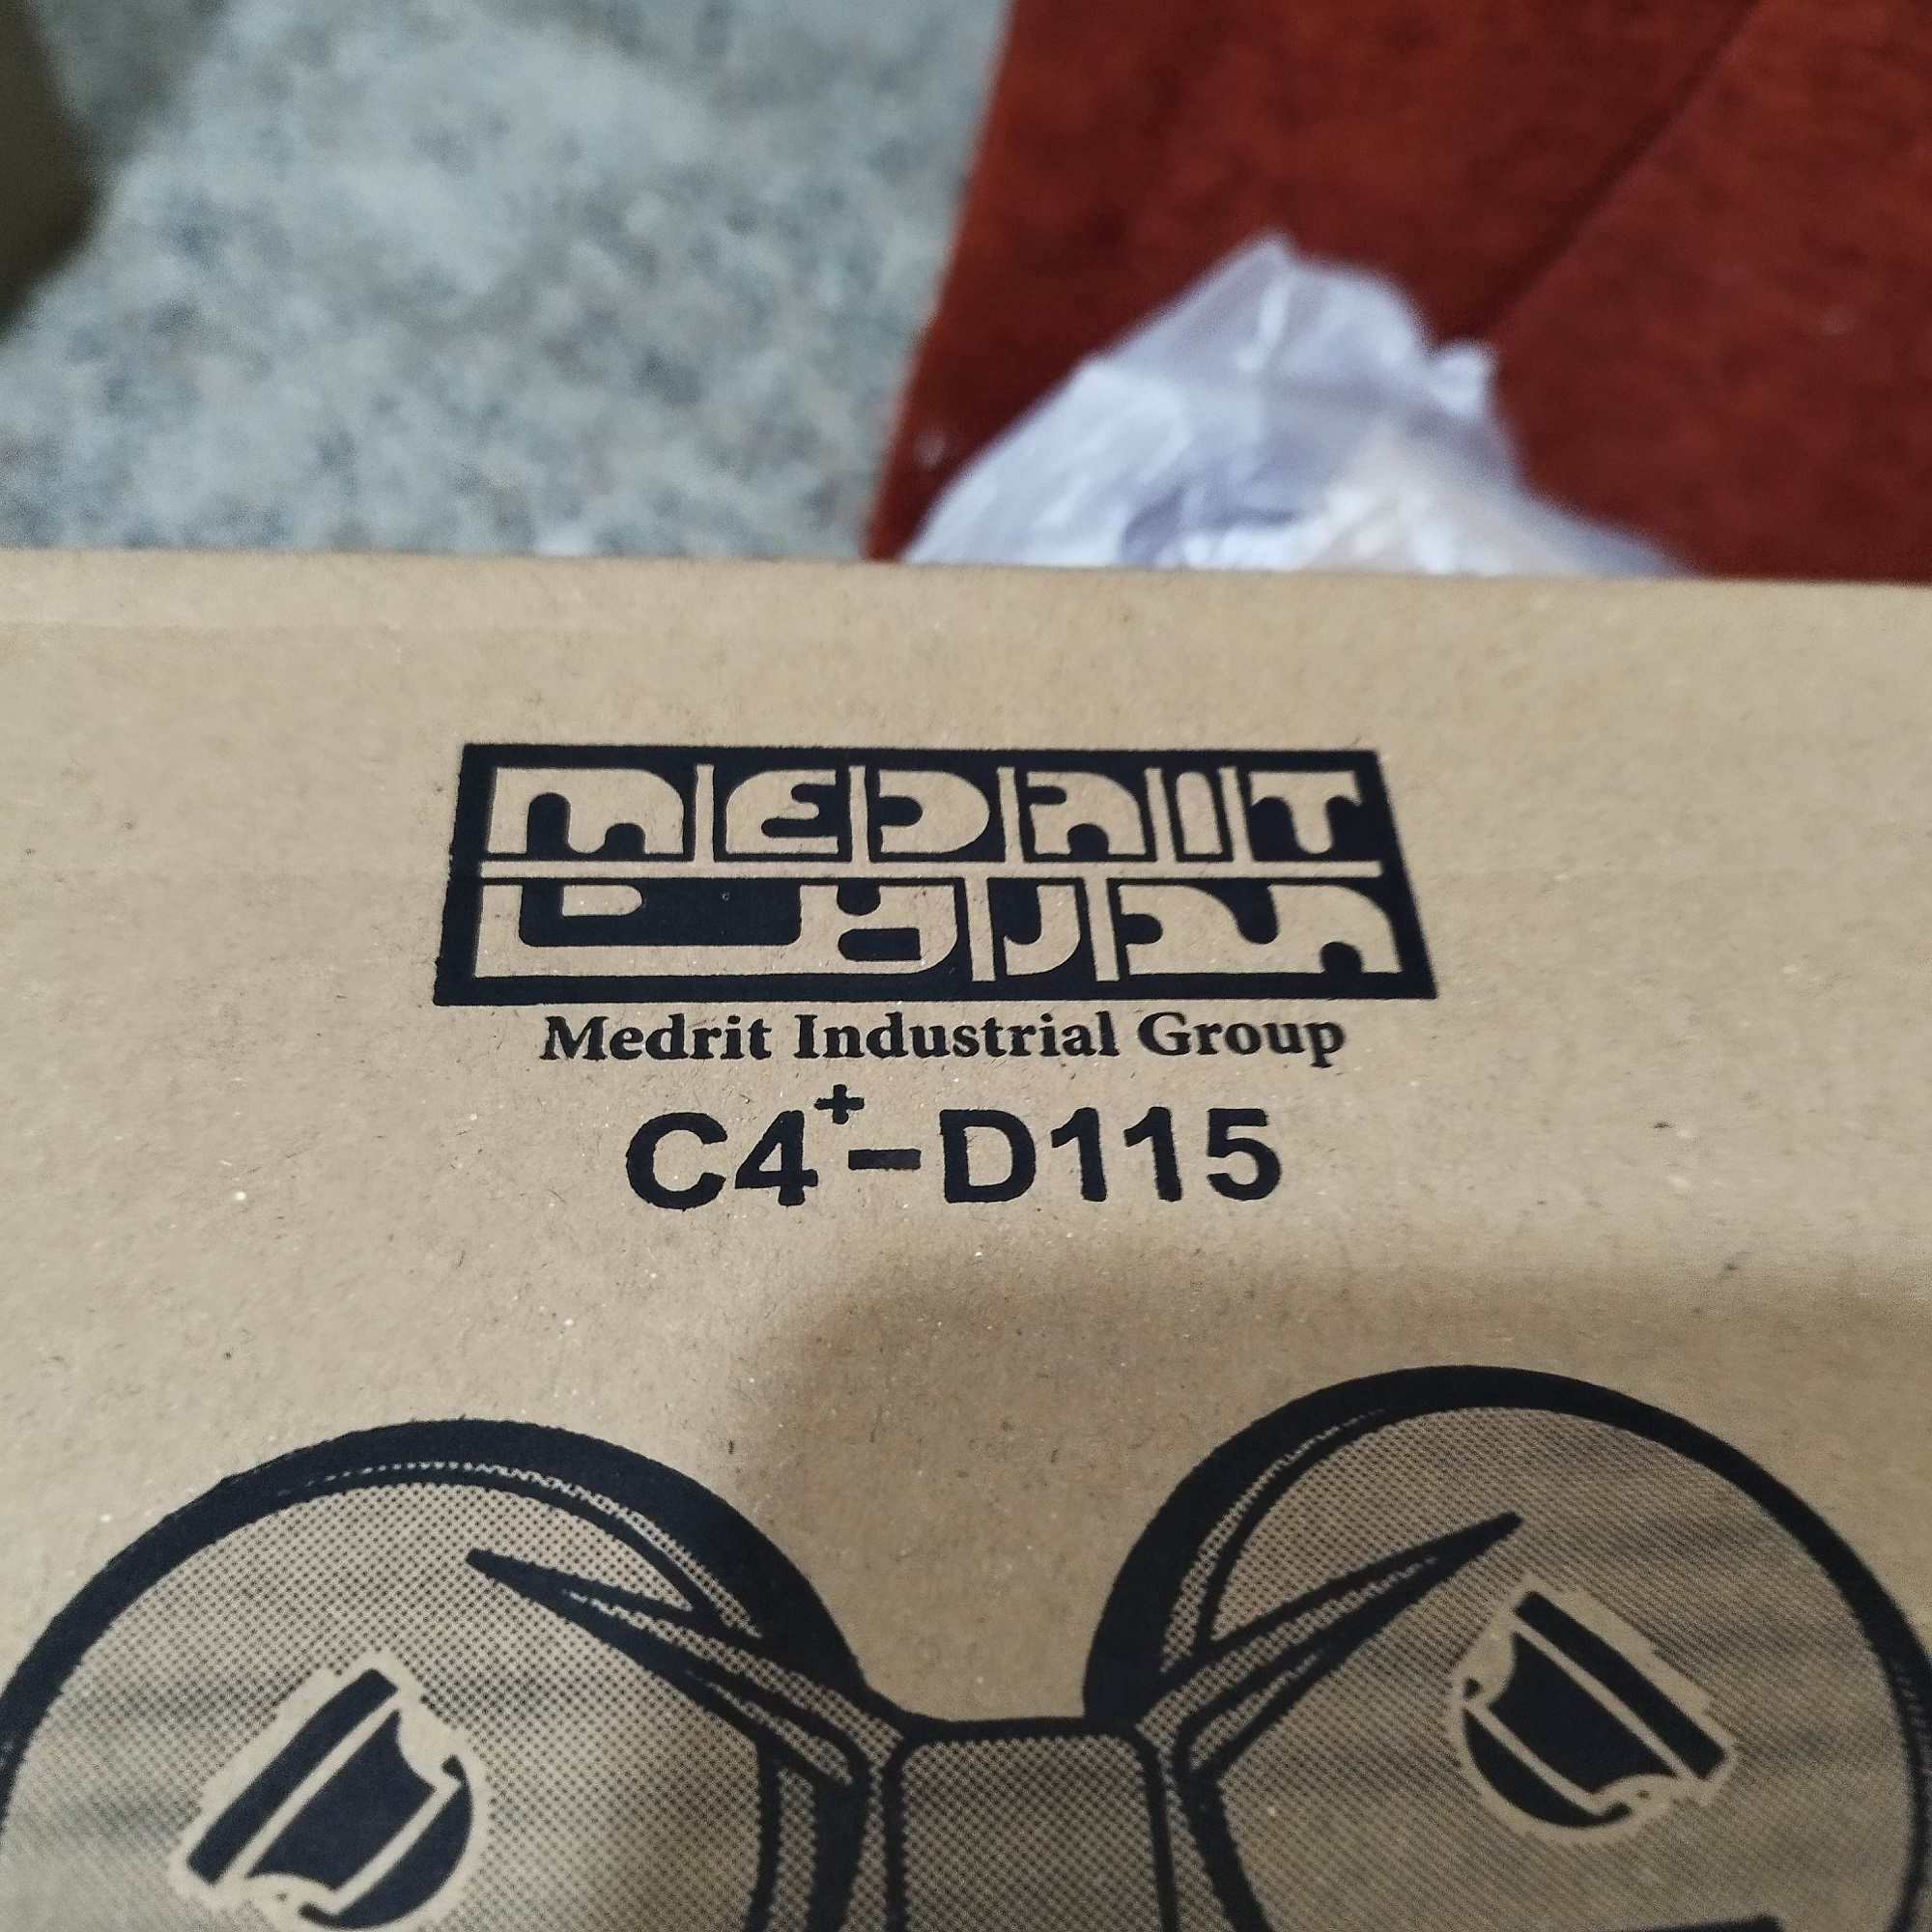 MEDRIT
Medrit Industrial Group
C4⁺-D115